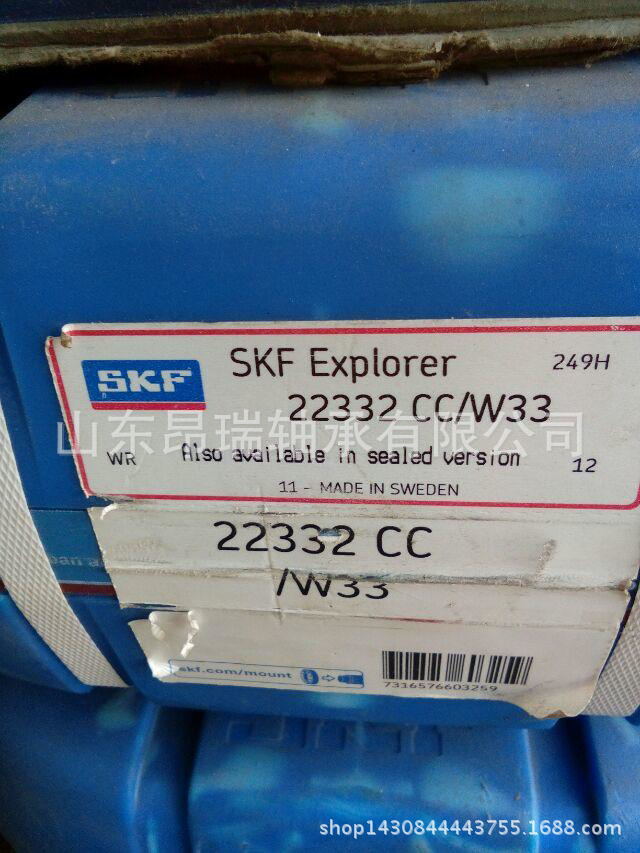 SKF
SKF Explorer
249H
22332 CC/W33
山东昂瑞轴承有限公司
WR
Also available in sealed version
12
11 - MADE IN SWEDEN
22332 CC
/W33
skf.com/mount
7316576603259
shop1430844443755.1688.com